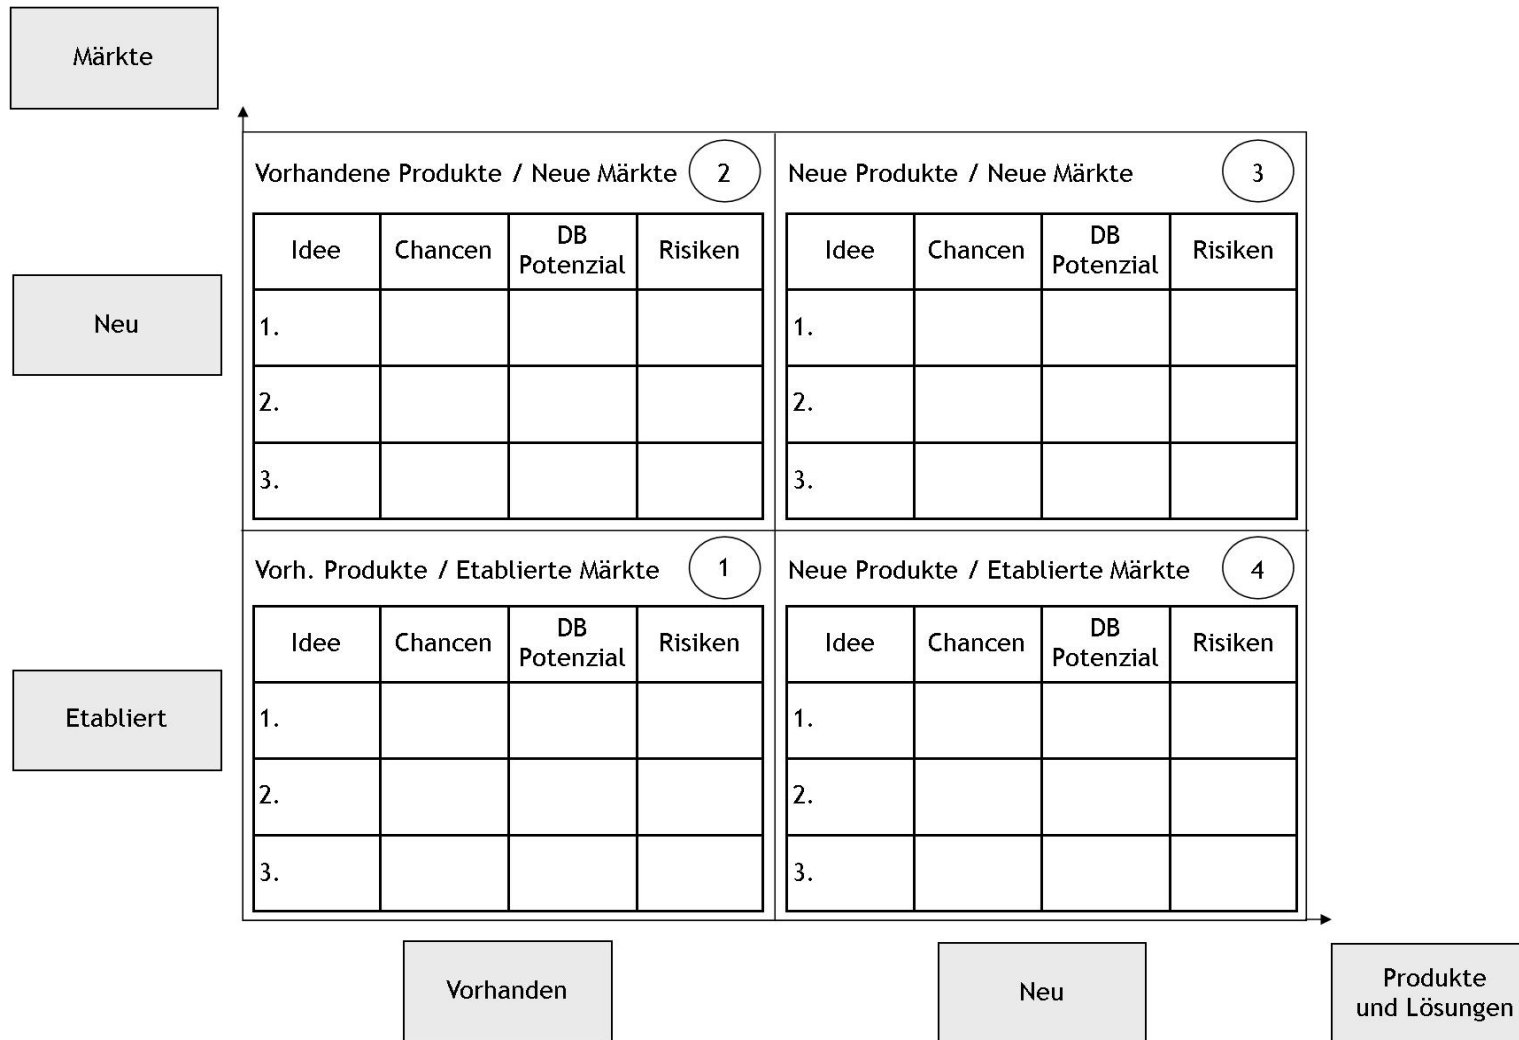 Märkte
Vorhandene Produkte / Neue Märkte 2
Neue Produkte / Neue Märkte 3
Idee Chancen DB Potenzial Risiken
Idee Chancen DB Potenzial Risiken
Neu
1.
1.
2.
2.
3.
3.
Vorh. Produkte / Etablierte Märkte 1
Neue Produkte / Etablierte Märkte 4
Idee Chancen DB Potenzial Risiken
Idee Chancen DB Potenzial Risiken
Etabliert
1.
1.
2.
2.
3.
3.
Vorhanden
Neu
Produkte
und Lösungen